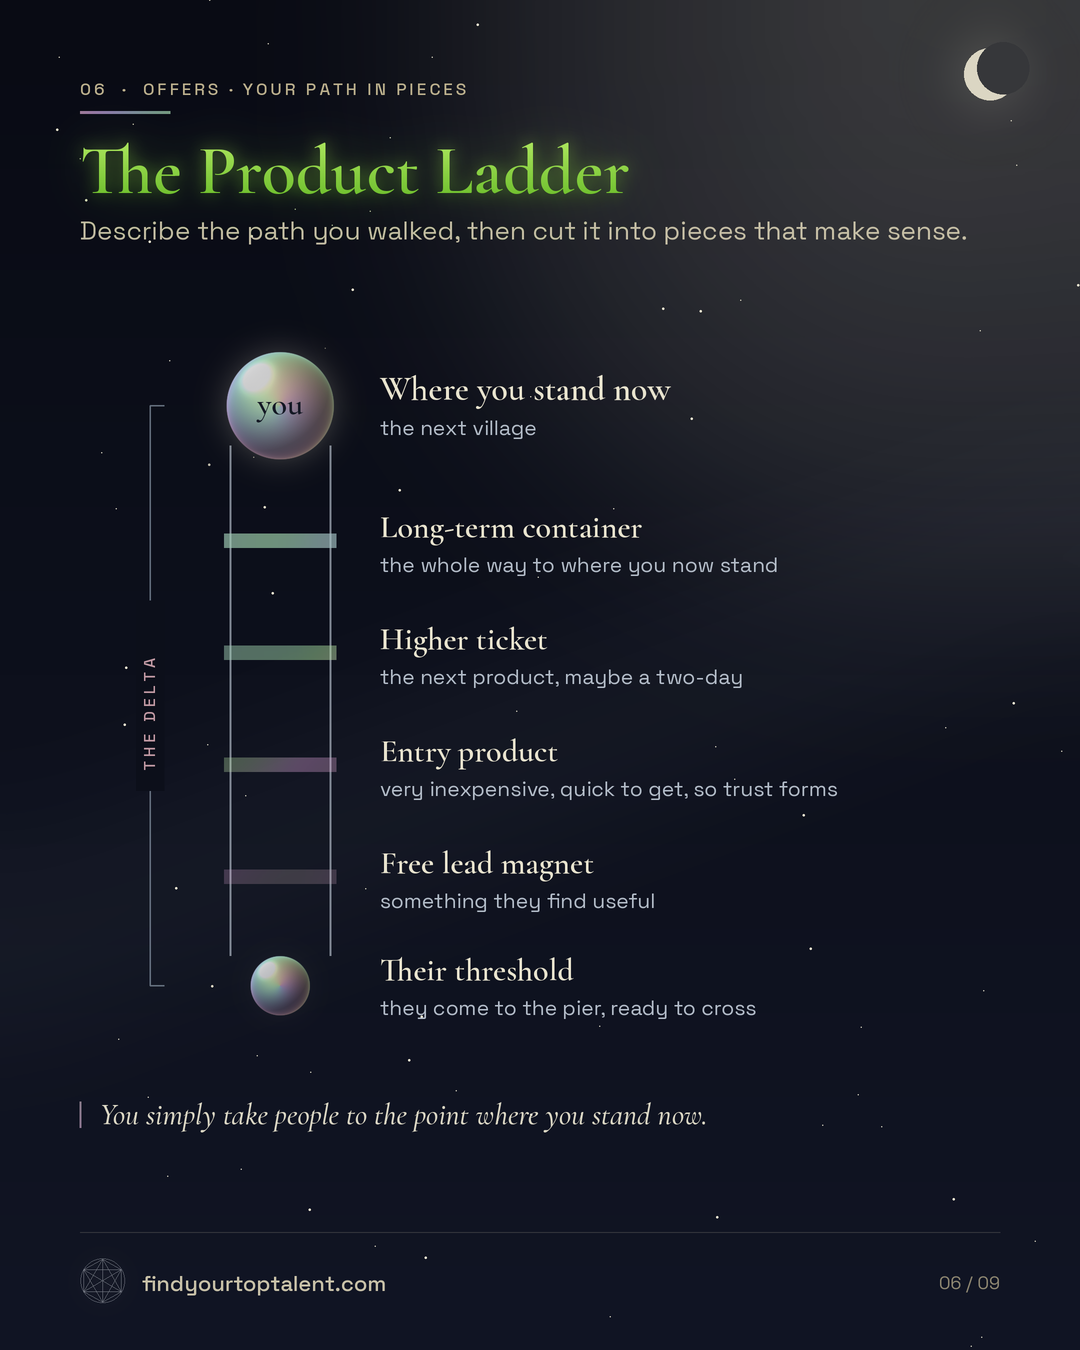 06 · OFFERS · YOUR PATH IN PIECES
The Product Ladder
Describe the path you walked, then cut it into pieces that make sense.
you
Where you stand now
the next village
Long-term container
the whole way to where you now stand
Higher ticket
the next product, maybe a two-day
THE DELTA
Entry product
very inexpensive, quick to get, so trust forms
Free lead magnet
something they find useful
Their threshold
they come to the pier, ready to cross
You simply take people to the point where you stand now.
findyourtoptalent.com
06 / 09